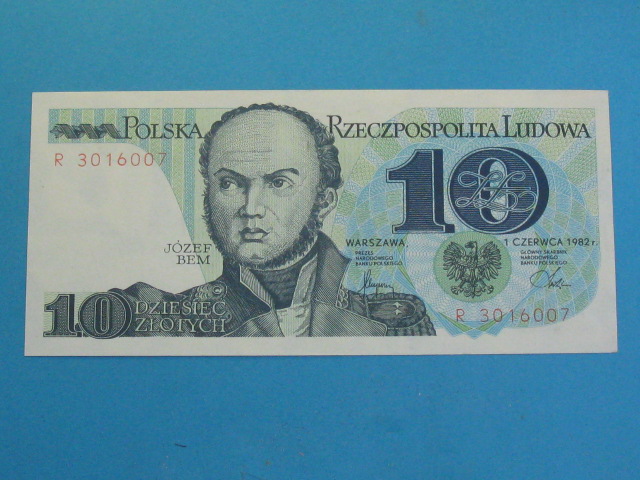 POLSKA RZECZPOSPOLITA LUDOWA
R 3016007
10
JÓZEF
BEM
WARSZAWA, 1 CZERWCA 1982 r.
PREZES
NARODOWEGO
BANKU POLSKIEGO
GŁÓWNY SKARBNIK
NARODOWEGO
BANKU POLSKIEGO
10 DZIESIĘĆ
ZŁOTYCH
R 3016007